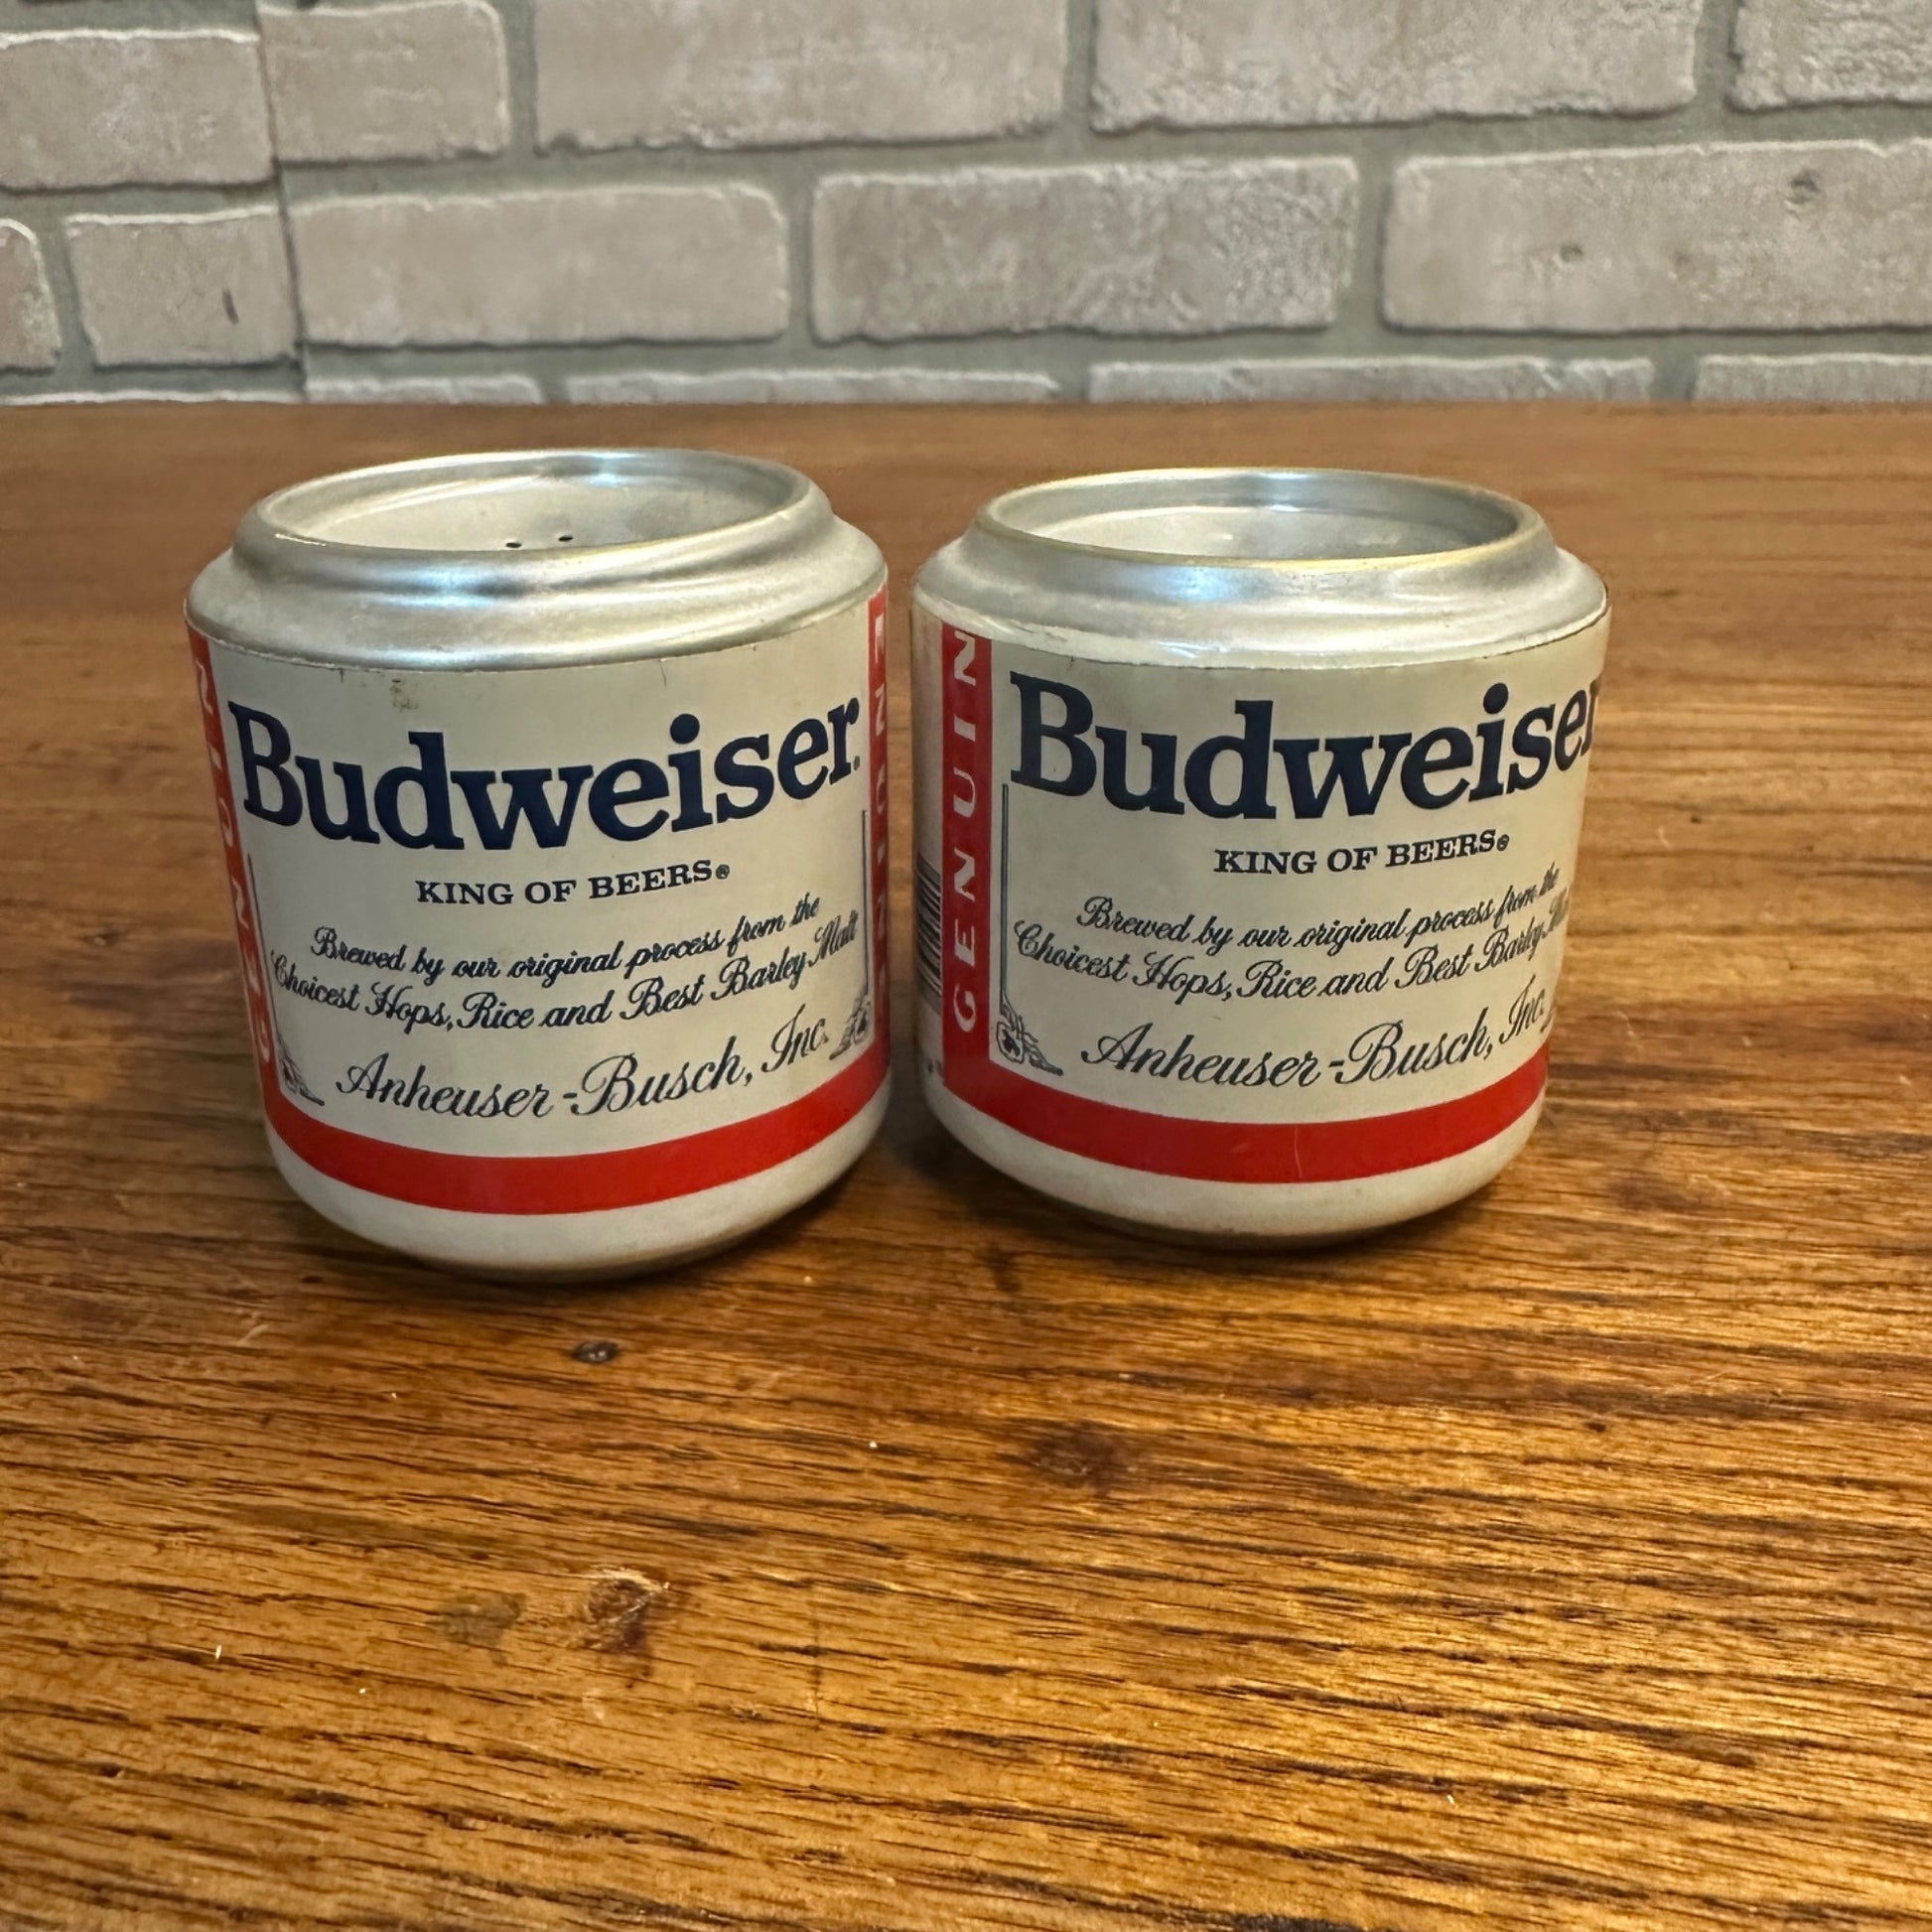 GENUIN
Budweiser.
KING OF BEERS®
Brewed by our original process from the
Choicest Hops, Rice and Best Barley Malt
Anheuser-Busch, Inc.
ENUINE
GENUIN
Budweiser
KING OF BEERS®
Brewed by our original process from the
Choicest Hops, Rice and Best Barley
Anheuser-Busch, Inc.